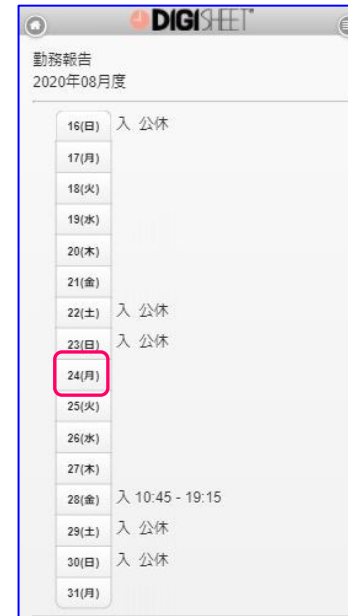 DIGISHEET
勤務報告
2020年08月度
16(日) 入 公休
17(月)
18(火)
19(水)
20(木)
21(金)
22(土) 入 公休
23(日) 入 公休
24(月)
25(火)
26(水)
27(木)
28(金) 入 10:45 - 19:15
29(土) 入 公休
30(日) 入 公休
31(月)